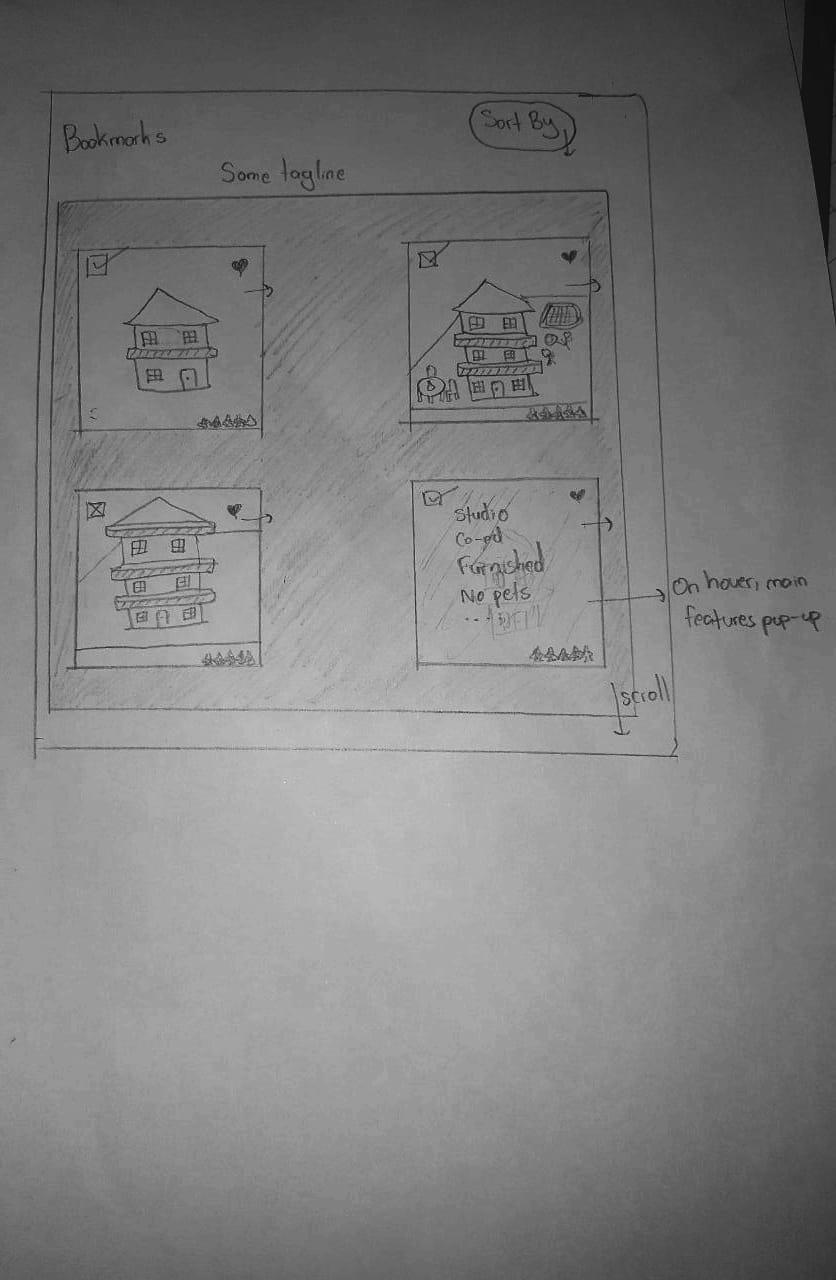 Bookmarks
Sort By
Some tagline
Studio
Co-ed
Furnished
No pets
...
On hover, main
features pop-up
scroll